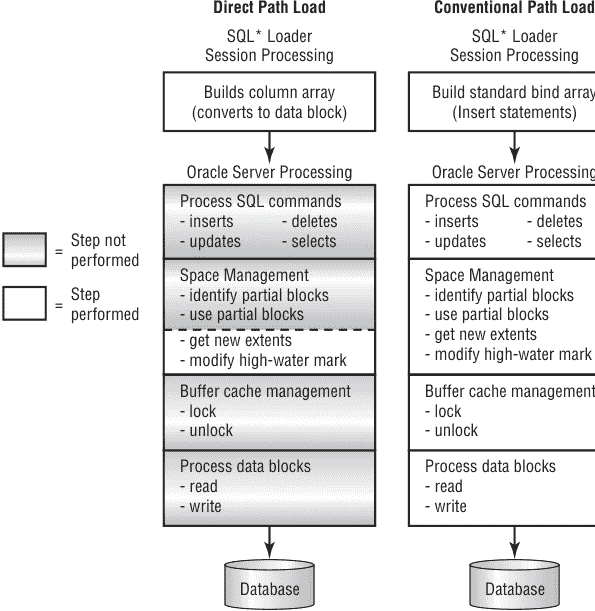 Direct Path Load
SQL* Loader
Session Processing
Builds column array
(converts to data block)
Oracle Server Processing
Process SQL commands
- inserts - deletes
- updates - selects
Space Management
- identify partial blocks
- use partial blocks
- get new extents
- modify high-water mark
Buffer cache management
- lock
- unlock
Process data blocks
- read
- write
Database
Conventional Path Load
SQL* Loader
Session Processing
Build standard bind array
(Insert statements)
Oracle Server Processing
Process SQL commands
- inserts - deletes
- updates - selects
Space Management
- identify partial blocks
- use partial blocks
- get new extents
- modify high-water mark
Buffer cache management
- lock
- unlock
Process data blocks
- read
- write
Database
= Step not
performed
= Step
performed